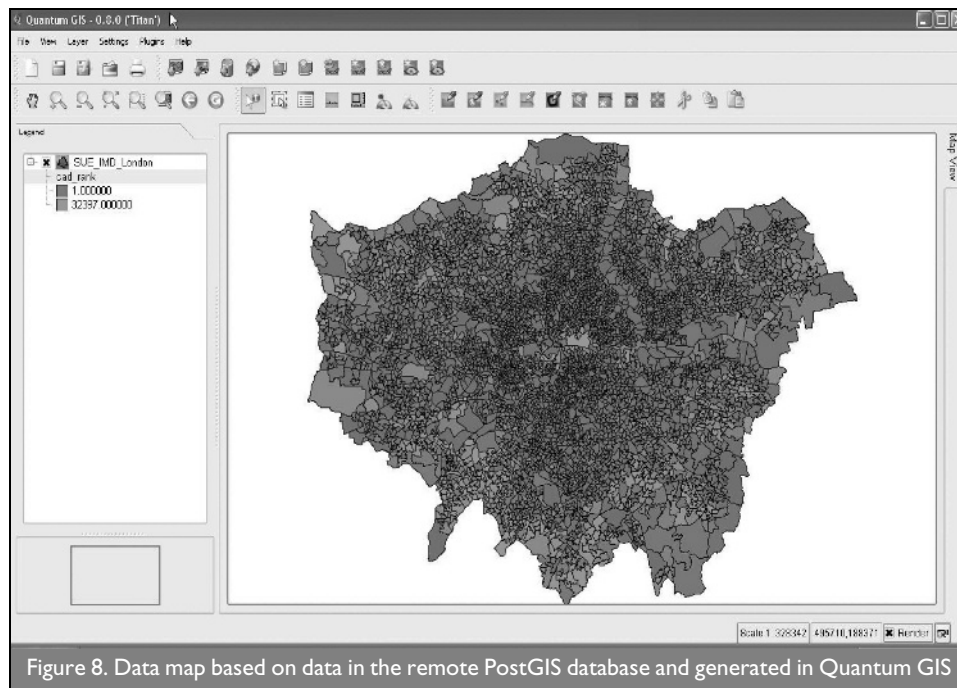 Quantum GIS - 0.8.0 ('Titan')
File View Layer Settings Plugins Help
Legend
Map View
SUE_IMD_London
cad_rank
1.000000
32397.000000
Scale 1: 328342 495710,188371 Render
Figure 8. Data map based on data in the remote PostGIS database and generated in Quantum GIS